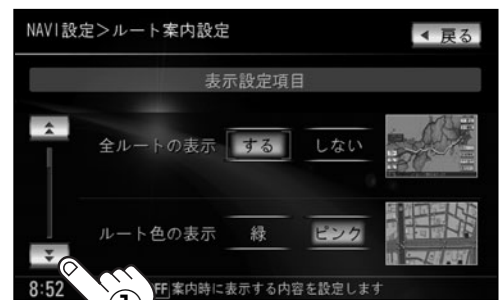 NAVI設定>ルート案内設定
戻る
表示設定項目
全ルートの表示 する しない
ルート色の表示 緑 ピンク
8:52
FF 案内時に表示する内容を設定します
1